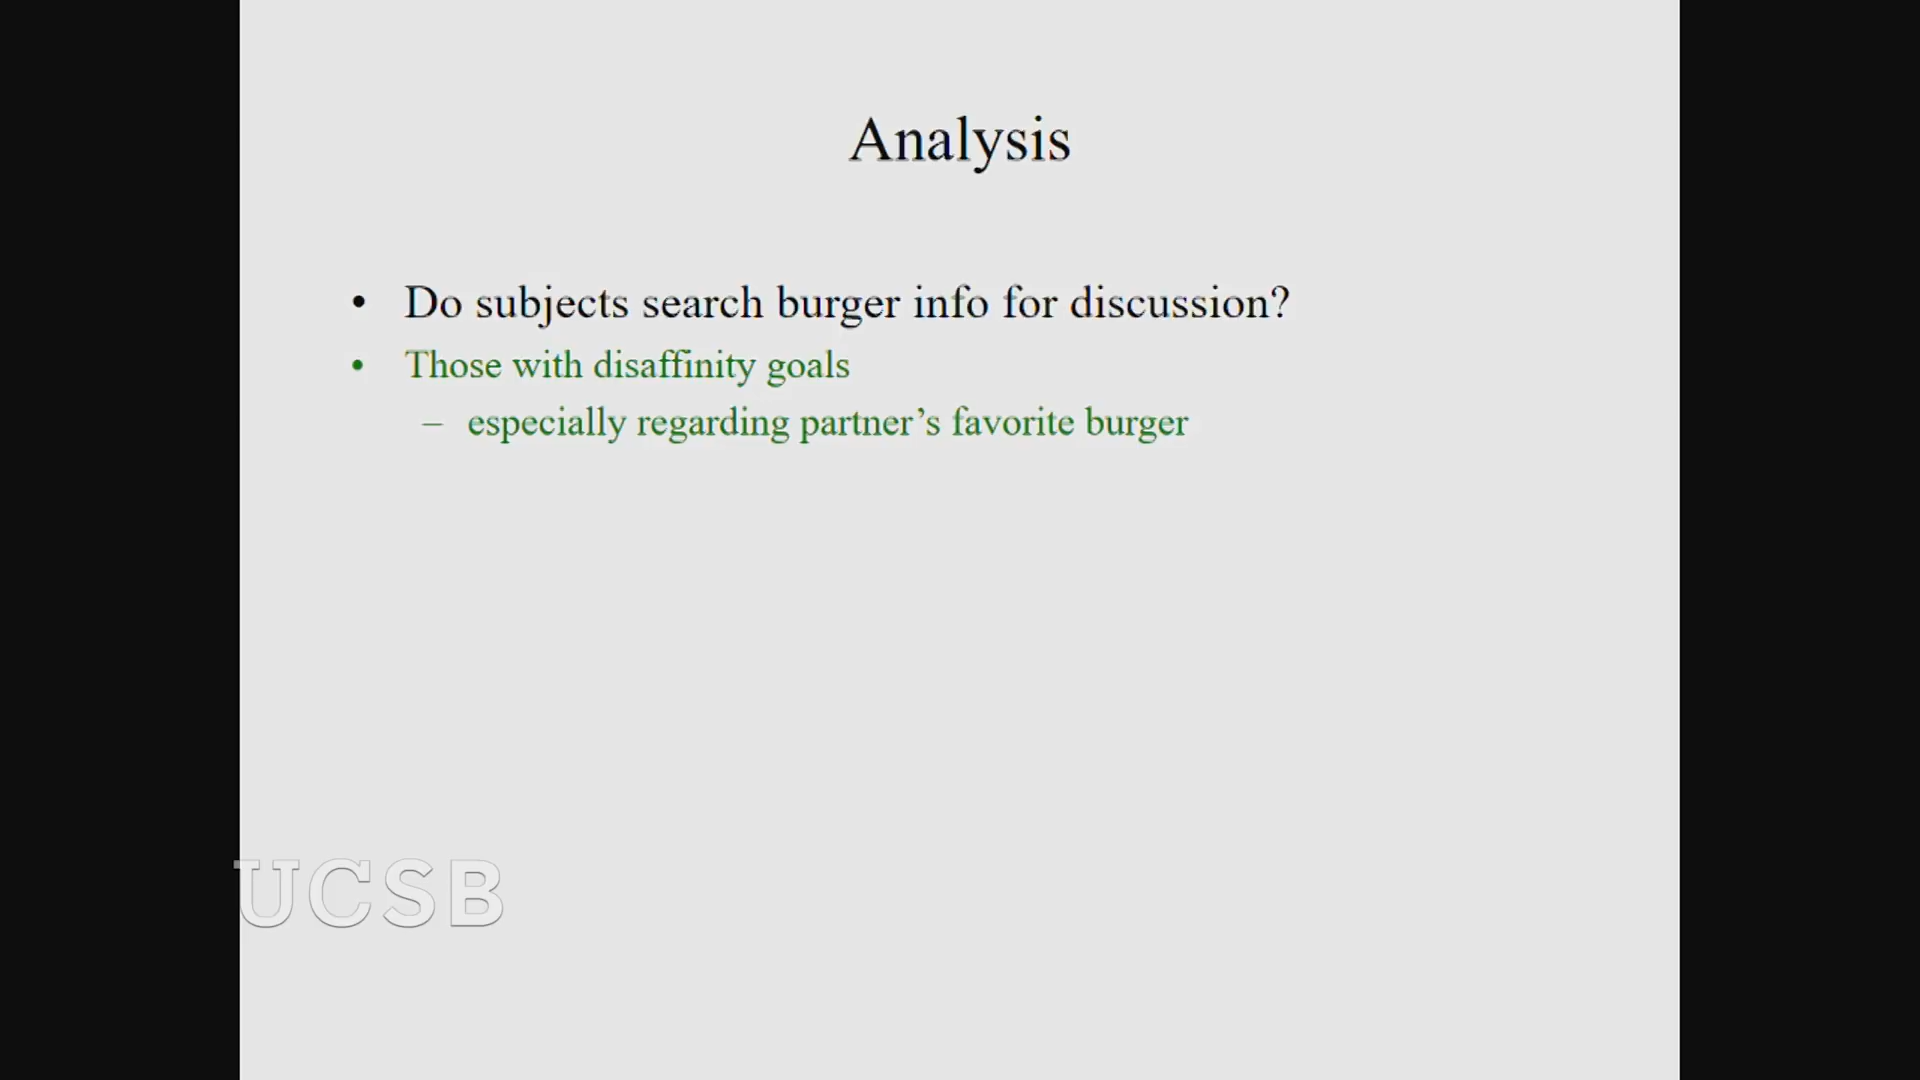 Analysis
• Do subjects search burger info for discussion?
• Those with disaffinity goals
– especially regarding partner’s favorite burger
UCSB